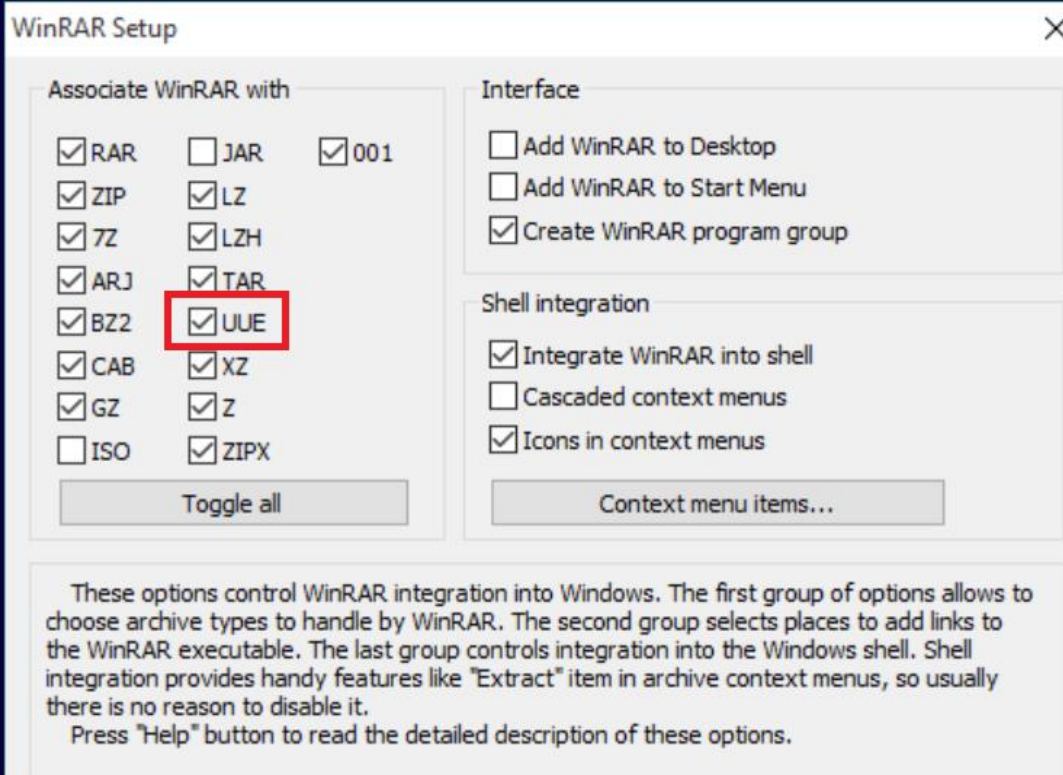 WinRAR Setup
Associate WinRAR with
RAR JAR 001
ZIP LZ
7Z LZH
ARJ TAR
BZ2 UUE
CAB XZ
GZ Z
ISO ZIPX
Toggle all
Interface
Add WinRAR to Desktop
Add WinRAR to Start Menu
Create WinRAR program group
Shell integration
Integrate WinRAR into shell
Cascaded context menus
Icons in context menus
Context menu items...
These options control WinRAR integration into Windows. The first group of options allows to
choose archive types to handle by WinRAR. The second group selects places to add links to
the WinRAR executable. The last group controls integration into the Windows shell. Shell
integration provides handy features like "Extract" item in archive context menus, so usually
there is no reason to disable it.
Press "Help" button to read the detailed description of these options.